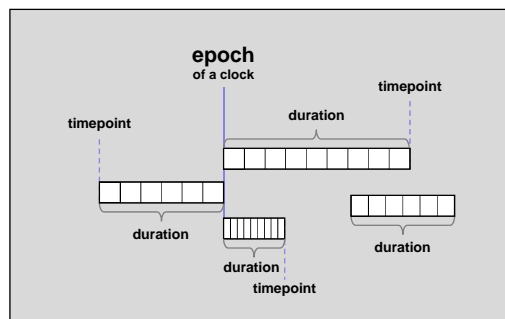 epoch
of a clock
timepoint
duration
timepoint
duration
duration
duration
timepoint